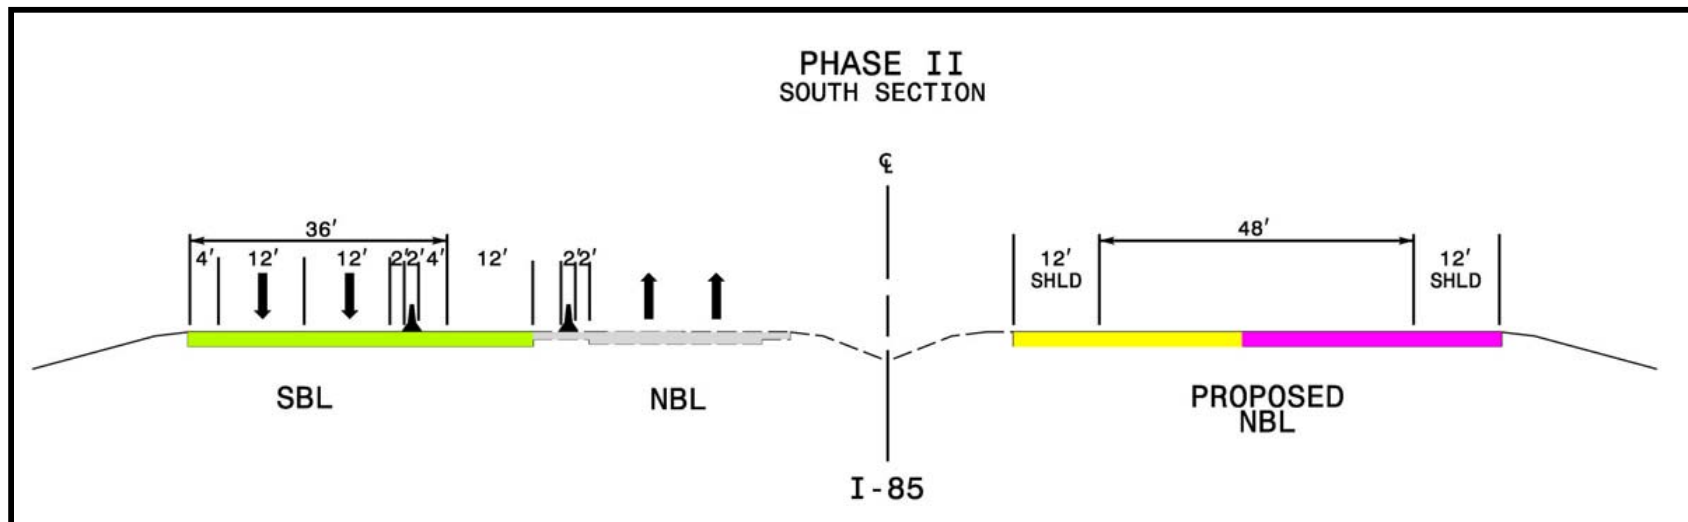 PHASE II
SOUTH SECTION
℄
36'
48'
4' 12' 12' 2' 2' 4' 12' 2' 2'
12'
SHLD
12'
SHLD
SBL
NBL
PROPOSED
NBL
I-85